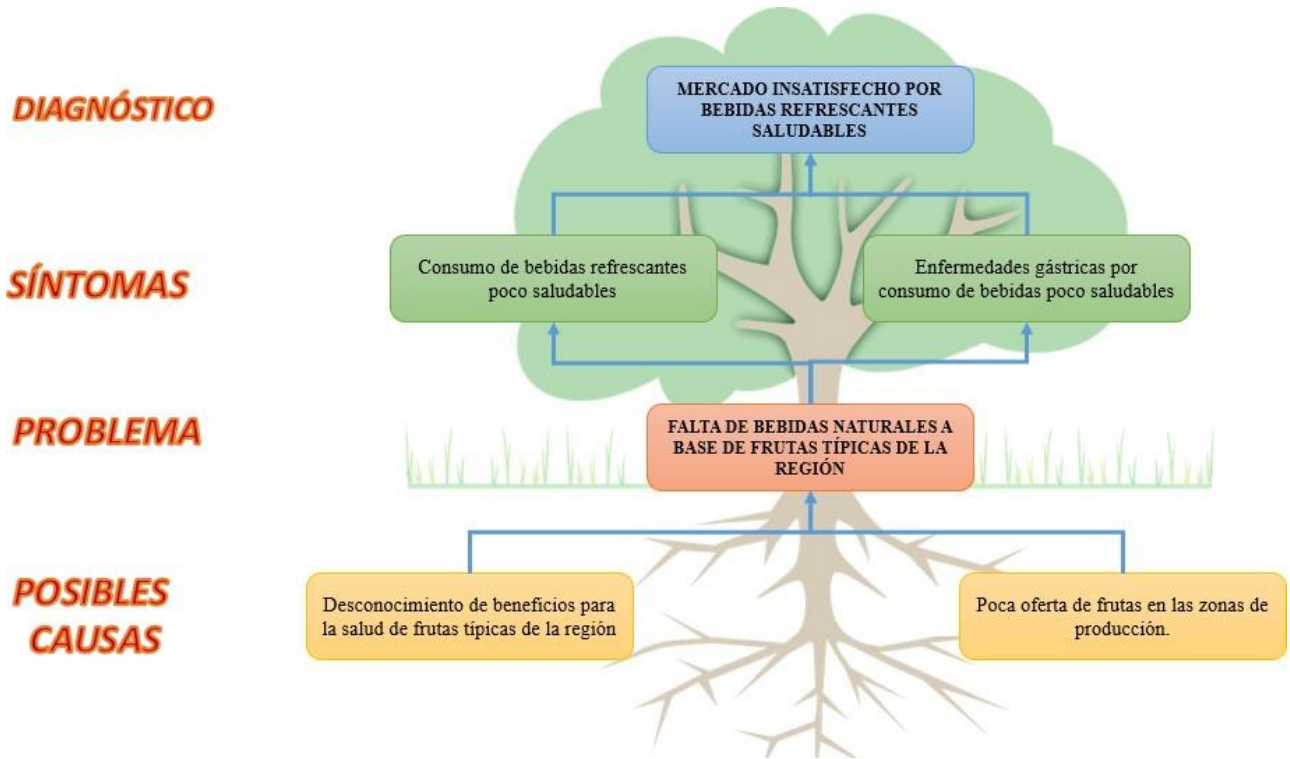 DIAGNÓSTICO
MERCADO INSATISFECHO POR
BEBIDAS REFRESCANTES
SALUDABLES
SÍNTOMAS
Consumo de bebidas refrescantes
poco saludables
Enfermedades gástricas por
consumo de bebidas poco saludables
PROBLEMA
FALTA DE BEBIDAS NATURALES A
BASE DE FRUTAS TÍPICAS DE LA
REGIÓN
POSIBLES
CAUSAS
Desconocimiento de beneficios para
la salud de frutas típicas de la región
Poca oferta de frutas en las zonas de
producción.